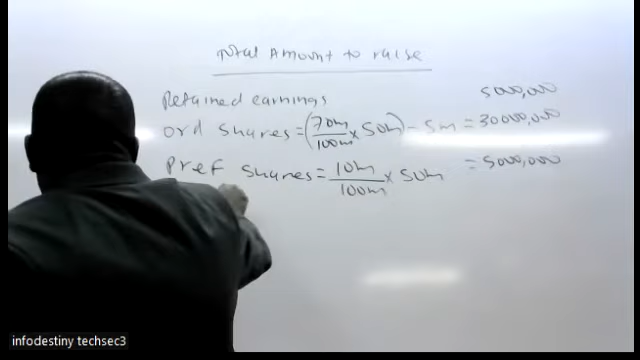 Total Amount to raise
Retained earnings 5000,000
Ord shares = (70m/100m x 50m) - 5m = 30000,000
Pref shares = 10m/100m x 50m = 5000,000
infodestiny techsec3